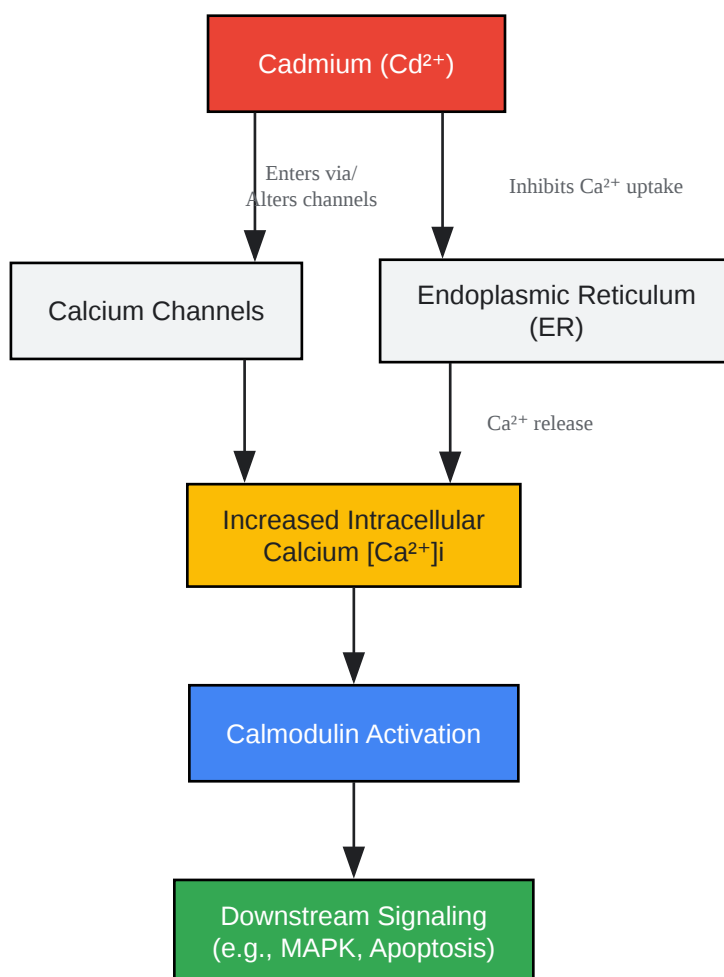 Cadmium (Cd²⁺)
Enters via/
Alters channels
Inhibits Ca²⁺ uptake
Calcium Channels
Endoplasmic Reticulum
(ER)
Ca²⁺ release
Increased Intracellular
Calcium [Ca²⁺]i
Calmodulin Activation
Downstream Signaling
(e.g., MAPK, Apoptosis)